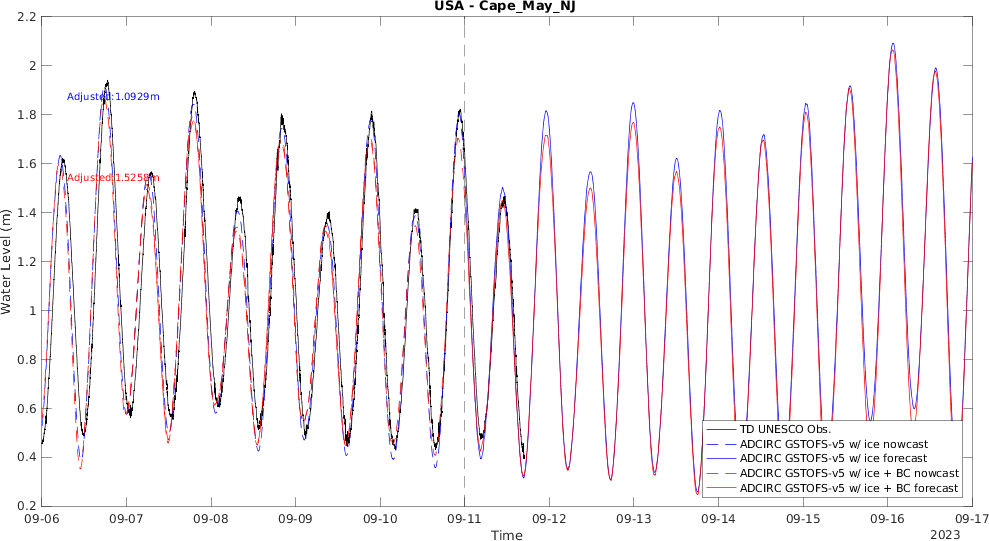 USA - Cape_May_NJ
2.2
2
1.8
1.6
1.4
1.2
1
0.8
0.6
0.4
0.2
Water Level (m)
Adjusted:1.0929m
Adjusted:1.5258m
TD UNESCO Obs.
ADCIRC GSTOFS-v5 w/ ice nowcast
ADCIRC GSTOFS-v5 w/ ice forecast
ADCIRC GSTOFS-v5 w/ ice + BC nowcast
ADCIRC GSTOFS-v5 w/ ice + BC forecast
09-06 09-07 09-08 09-09 09-10 09-11 09-12 09-13 09-14 09-15 09-16 09-17
Time
2023